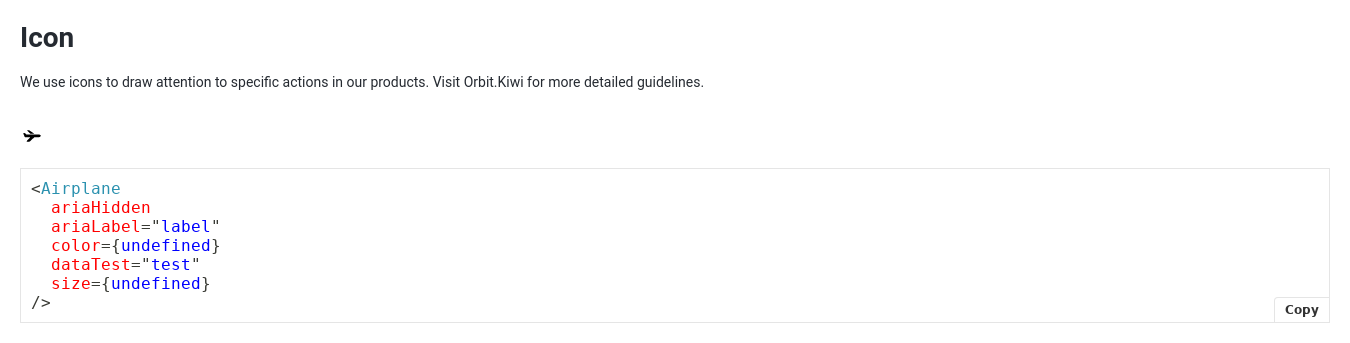 Icon
We use icons to draw attention to specific actions in our products. Visit Orbit.Kiwi for more detailed guidelines.
<Airplane
  ariaHidden
  ariaLabel="label"
  color={undefined}
  dataTest="test"
  size={undefined}
/>
Copy